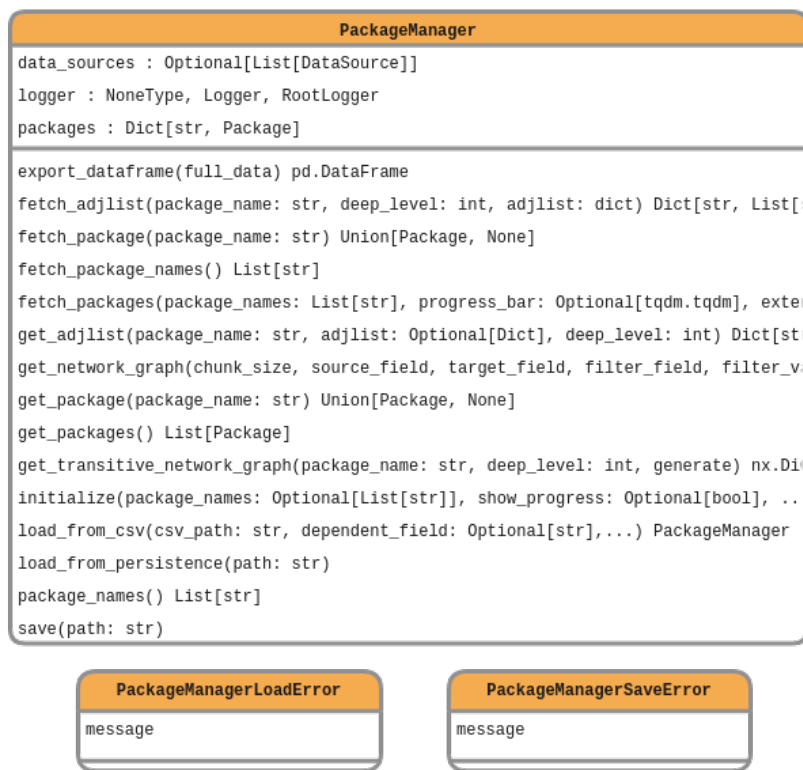 PackageManager
data_sources : Optional[List[DataSource]]
logger : NoneType, Logger, RootLogger
packages : Dict[str, Package]
export_dataframe(full_data) pd.DataFrame
fetch_adjlist(package_name: str, deep_level: int, adjlist: dict) Dict[str, List[
fetch_package(package_name: str) Union[Package, None]
fetch_package_names() List[str]
fetch_packages(package_names: List[str], progress_bar: Optional[tqdm.tqdm], exte
get_adjlist(package_name: str, adjlist: Optional[Dict], deep_level: int) Dict[st
get_network_graph(chunk_size, source_field, target_field, filter_field, filter_v
get_package(package_name: str) Union[Package, None]
get_packages() List[Package]
get_transitive_network_graph(package_name: str, deep_level: int, generate) nx.Di
initialize(package_names: Optional[List[str]], show_progress: Optional[bool], ..
load_from_csv(csv_path: str, dependent_field: Optional[str],...) PackageManager
load_from_persistence(path: str)
package_names() List[str]
save(path: str)
PackageManagerLoadError
message
PackageManagerSaveError
message